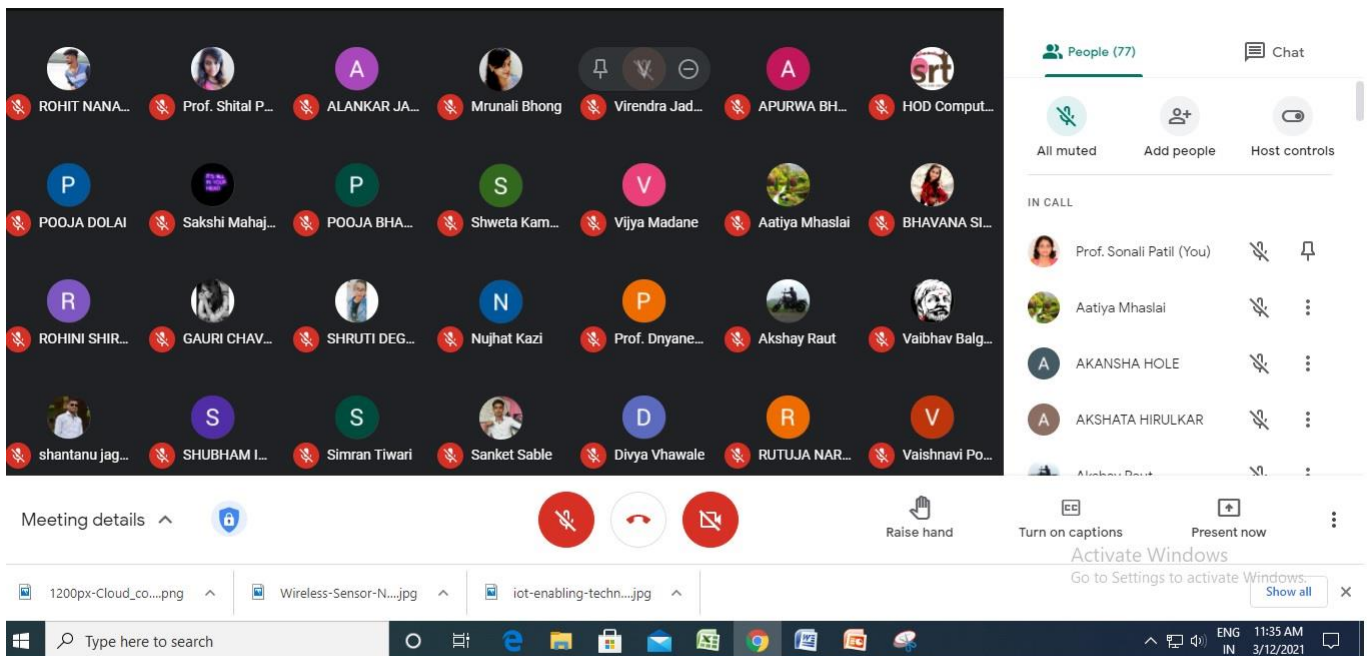 A
srt
ROHIT NANA... Prof. Shital P... ALANKAR JA... Mrunali Bhong Virendra Jad... APURWA BH... HOD Comput...
P P S V
POOJA DOLAI Sakshi Mahaj... POOJA BHA... Shweta Kam... Vijya Madane Aatiya Mhaslai BHAVANA SI...
R N P
ROHINI SHIR... GAURI CHAV... SHRUTI DEG... Nujhat Kazi Prof. Dnyane... Akshay Raut Vaibhav Balg...
S S D R V
shantanu jag... SHUBHAM I... Simran Tiwari Sanket Sable Divya Vhawale RUTUJA NAR... Vaishnavi Po...
People (77) Chat
All muted Add people Host controls
IN CALL
Prof. Sonali Patil (You)
Aatiya Mhaslai
A AKANSHA HOLE
A AKSHATA HIRULKAR
Akshay Raut
Meeting details
Raise hand Turn on captions Present now
Activate Windows
Go to Settings to activate Windows.
1200px-Cloud_co....png Wireless-Sensor-N....jpg iot-enabling-techn....jpg Show all
Type here to search
ENG 11:35 AM
IN 3/12/2021